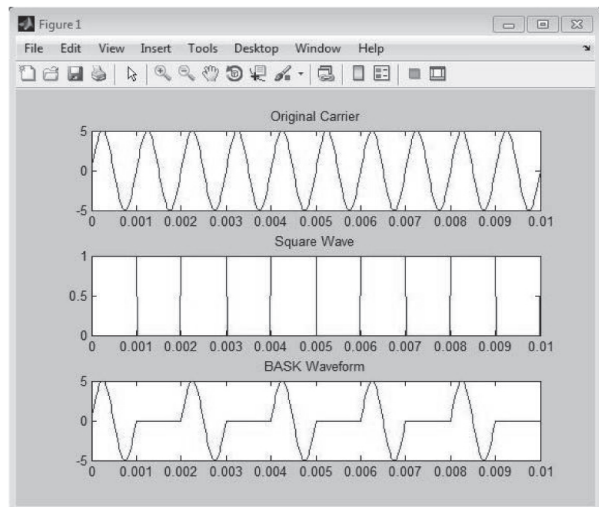 Figure 1
File Edit View Insert Tools Desktop Window Help
Original Carrier
5
0
-5
0 0.001 0.002 0.003 0.004 0.005 0.006 0.007 0.008 0.009 0.01
Square Wave
1
0.5
0
0 0.001 0.002 0.003 0.004 0.005 0.006 0.007 0.008 0.009 0.01
BASK Waveform
5
0
-5
0 0.001 0.002 0.003 0.004 0.005 0.006 0.007 0.008 0.009 0.01